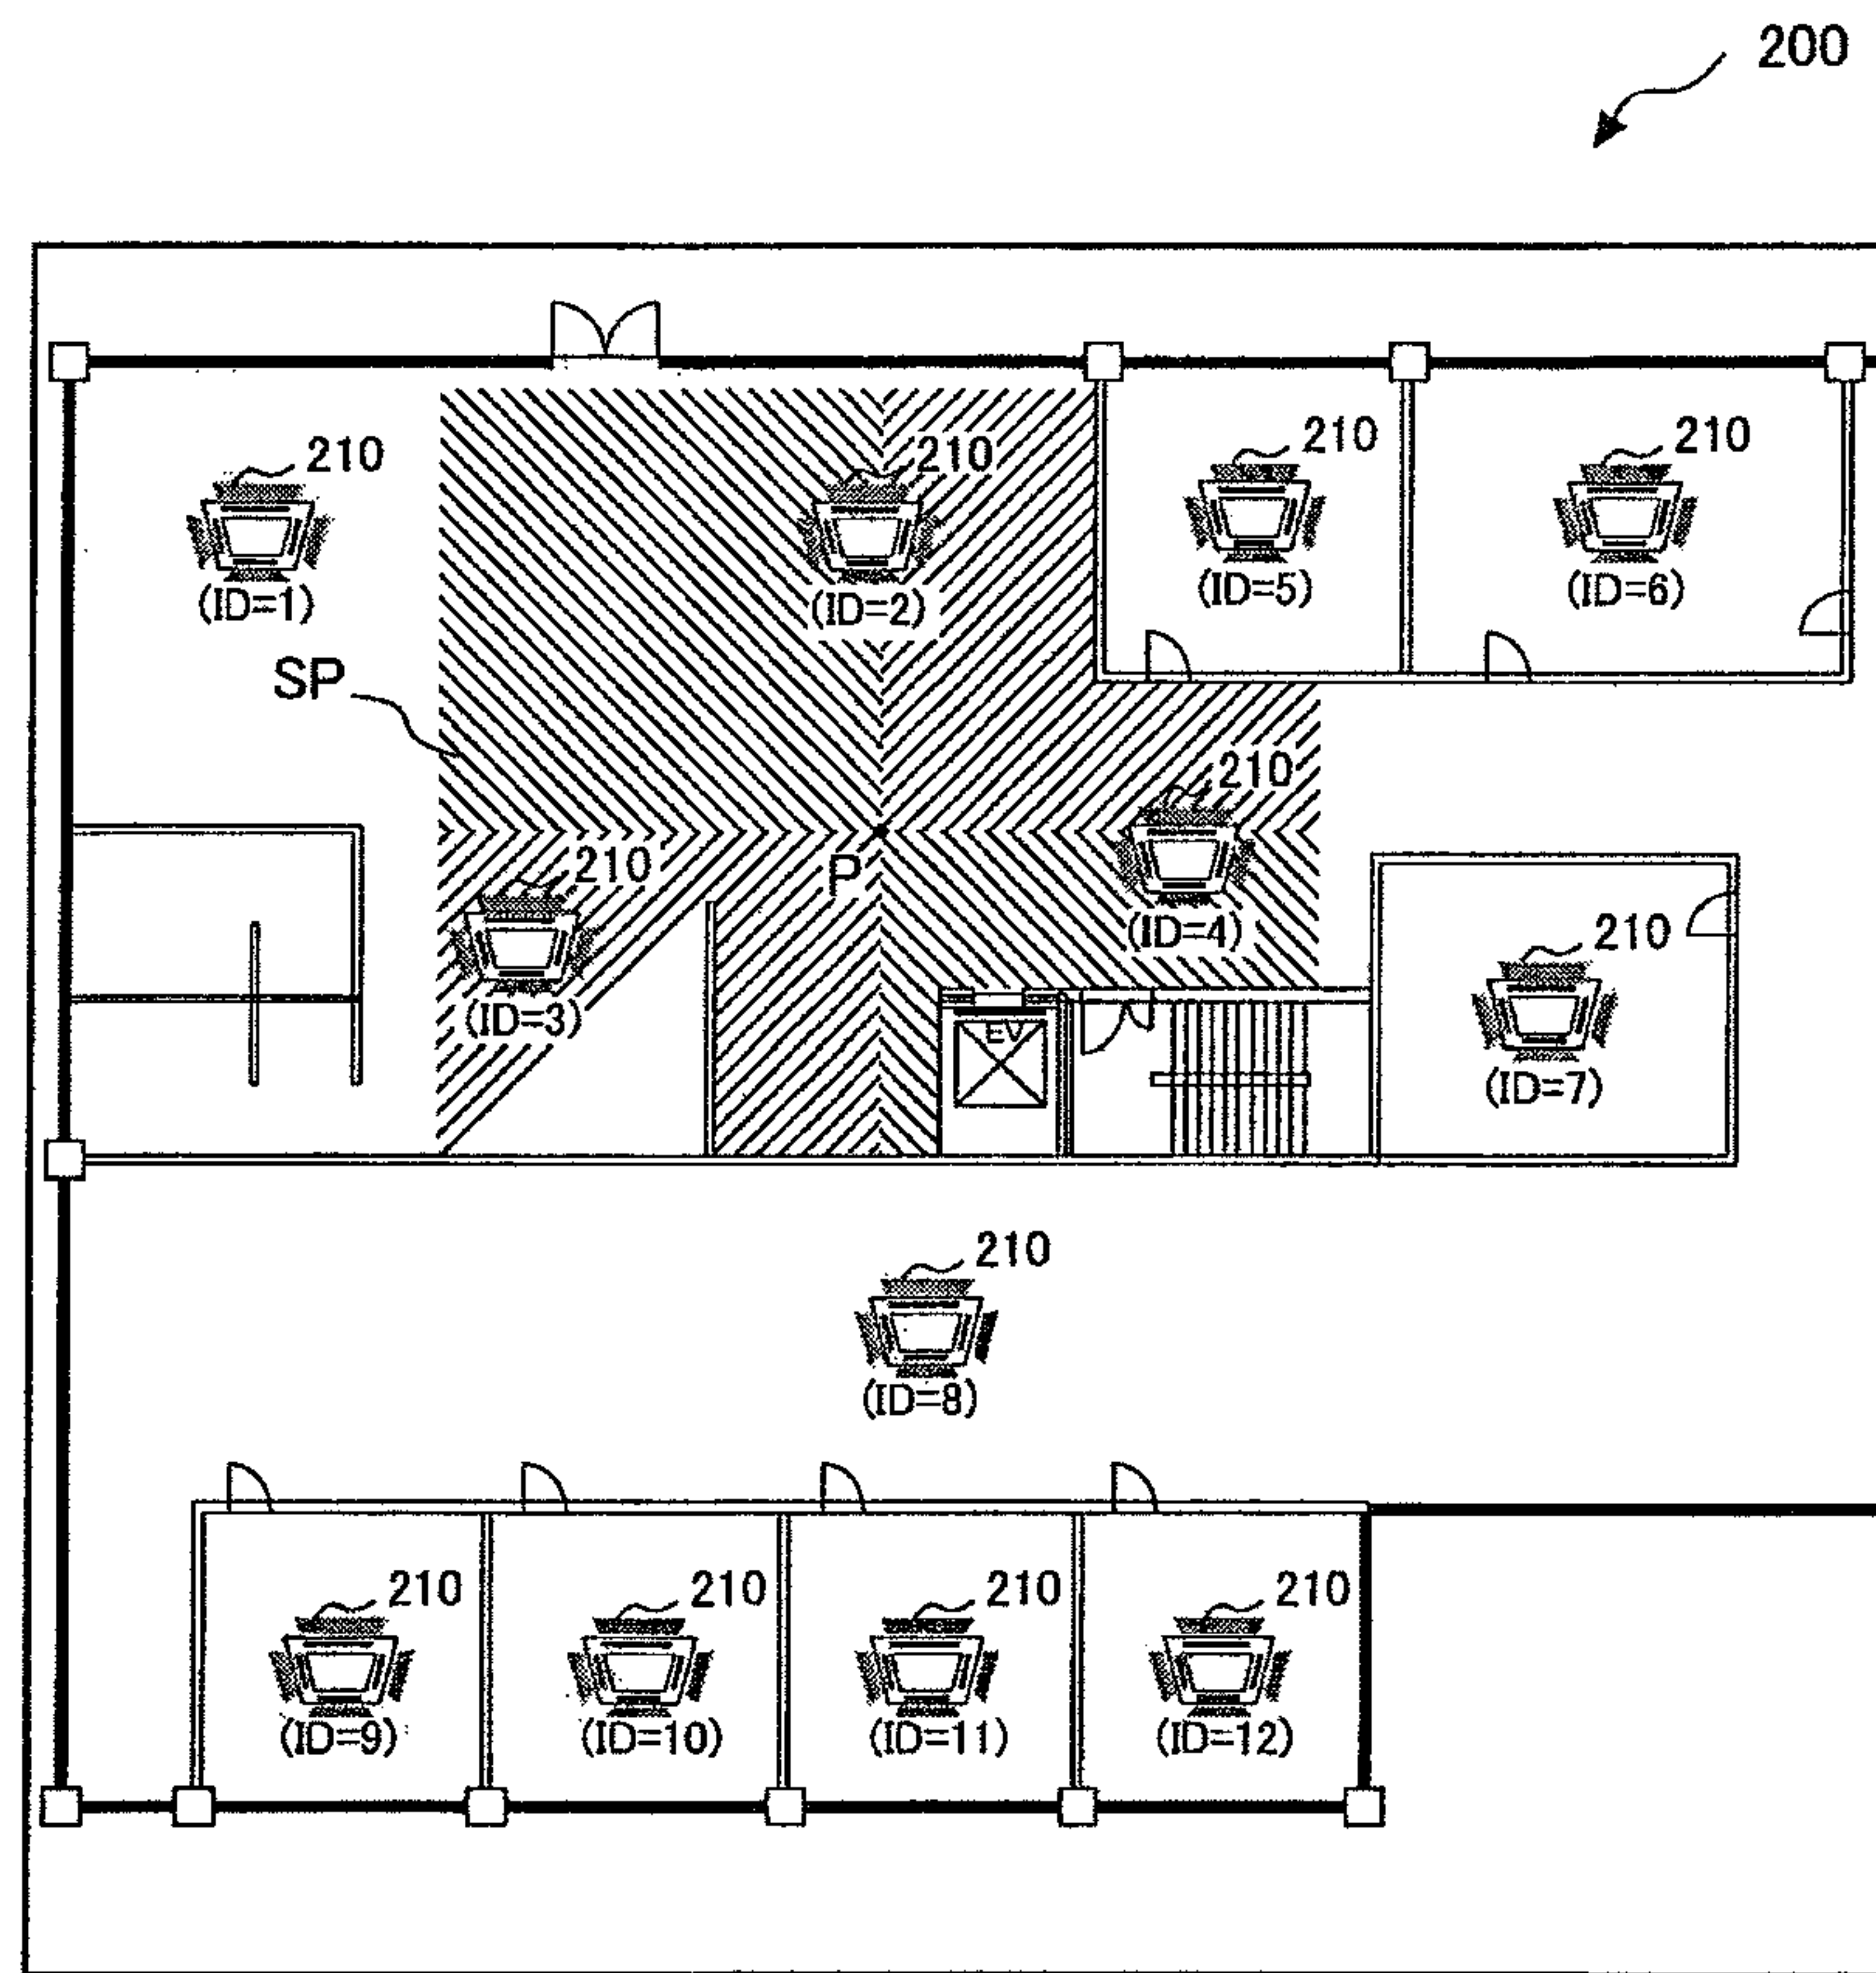 200
210
210
210
210
(ID=1)
(ID=2)
(ID=5)
(ID=6)
SP
210
210
P
(ID=3)
(ID=4)
210
EV
(ID=7)
210
(ID=8)
210
210
210
210
(ID=9)
(ID=10)
(ID=11)
(ID=12)